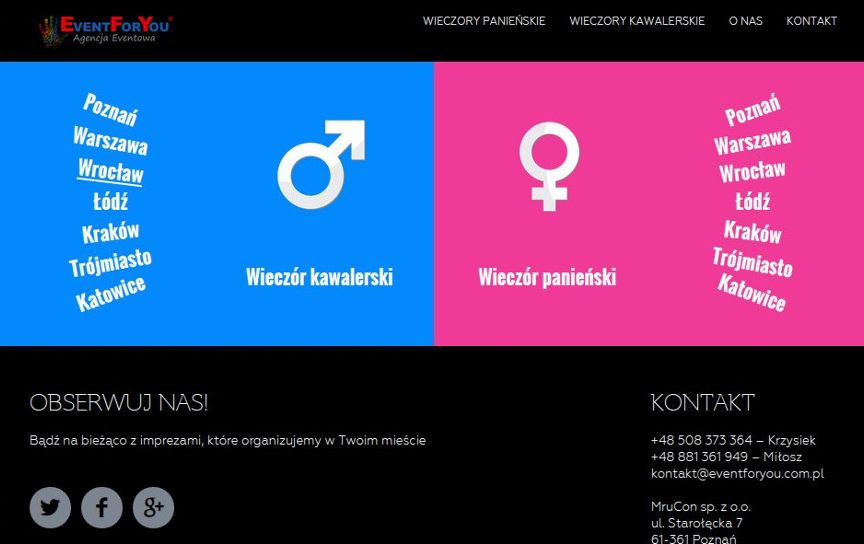 EVENTFORYOU®
Agencja Eventowa
WIECZORY PANIEŃSKIE
WIECZORY KAWALERSKIE
O NAS
KONTAKT
Poznań
Warszawa
Wrocław
Łódź
Kraków
Trójmiasto
Katowice
Wieczór kawalerski
Wieczór panieński
Poznań
Warszawa
Wrocław
Łódź
Kraków
Trójmiasto
Katowice
OBSERWUJ NAS!
Bądź na bieżąco z imprezami, które organizujemy w Twoim mieście
g+
KONTAKT
+48 508 373 364 – Krzysiek
+48 881 361 949 – Miłosz
kontakt@eventforyou.com.pl
MruCon sp. z o.o.
ul. Starołęcka 7
61-361 Poznań